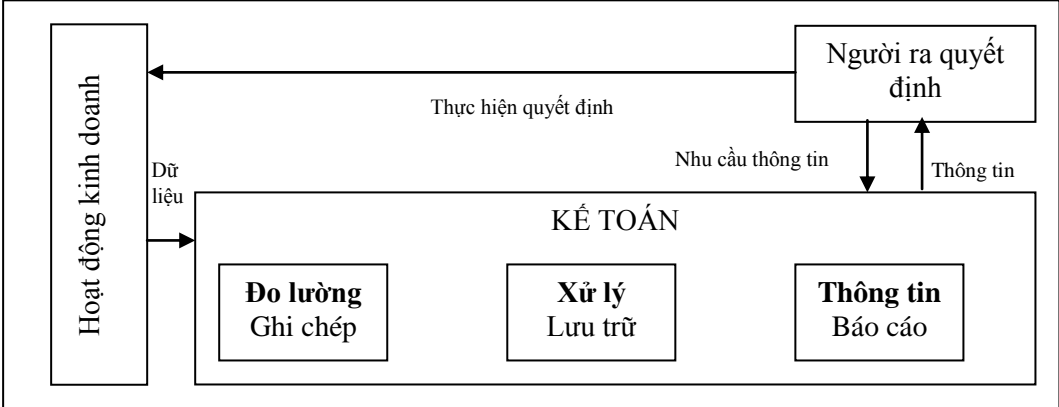 Hoạt động kinh doanh
Người ra quyết
định
Thực hiện quyết định
Nhu cầu thông tin
Thông tin
Dữ
liệu
KẾ TOÁN
Đo lường
Ghi chép
Xử lý
Lưu trữ
Thông tin
Báo cáo